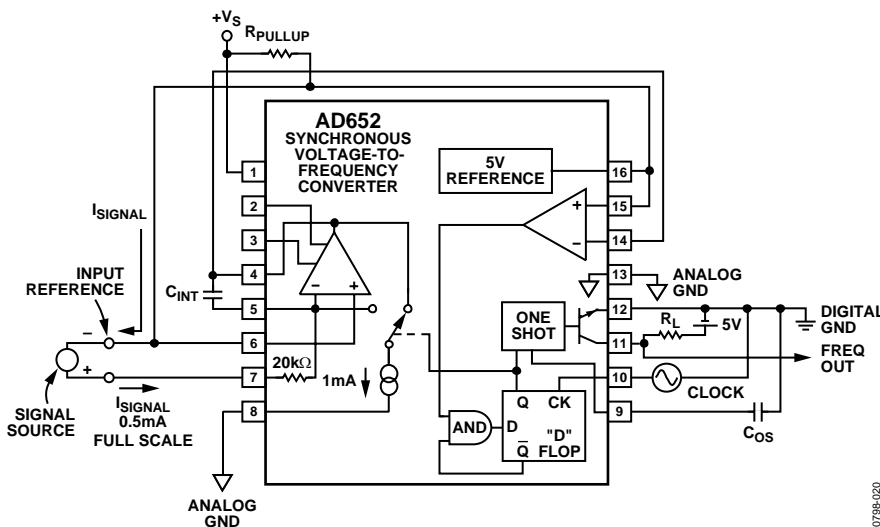 +VS
RPULLUP
AD652
SYNCHRONOUS
VOLTAGE-TO-
FREQUENCY
CONVERTER
5V
REFERENCE
1
2
3
4
5
6
7
8
16
15
14
13
12
11
10
9
+
−
−
+
ISIGNAL
INPUT
REFERENCE
CINT
−
+
SIGNAL
SOURCE
ISIGNAL
0.5mA
FULL SCALE
20kΩ
1mA
ANALOG
GND
ONE
SHOT
AND
D
Q
CK
"D"
Q̅ FLOP
ANALOG
GND
RL
5V
DIGITAL
GND
FREQ
OUT
CLOCK
COS
0798-020